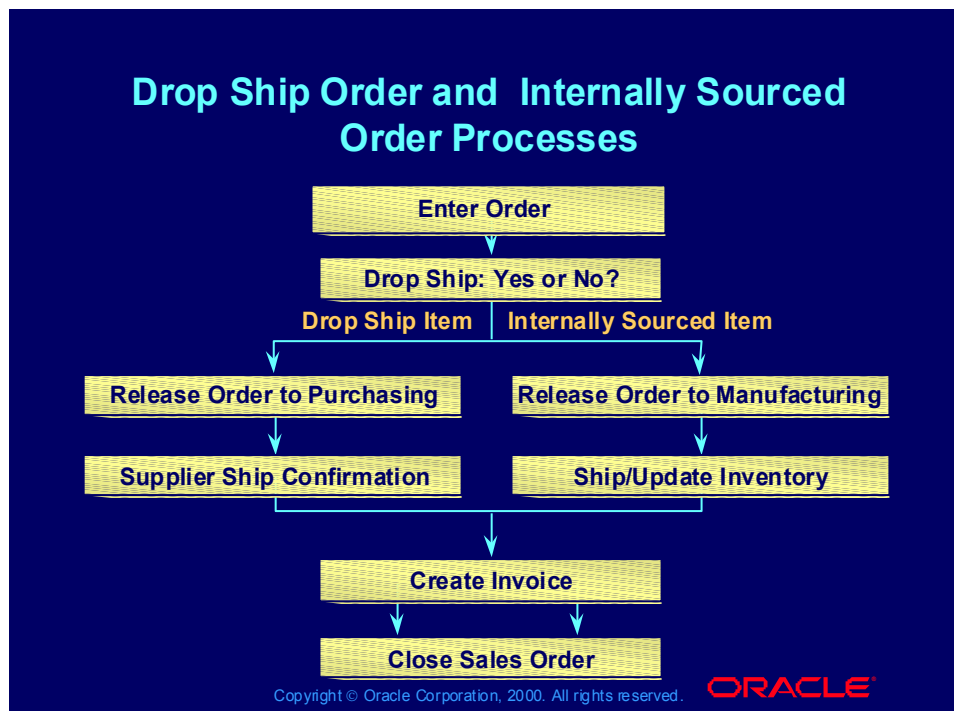 Drop Ship Order and Internally Sourced
Order Processes
Enter Order
Drop Ship: Yes or No?
Drop Ship Item
Internally Sourced Item
Release Order to Purchasing
Release Order to Manufacturing
Supplier Ship Confirmation
Ship/Update Inventory
Create Invoice
Close Sales Order
Copyright © Oracle Corporation, 2000. All rights reserved.
ORACLE®